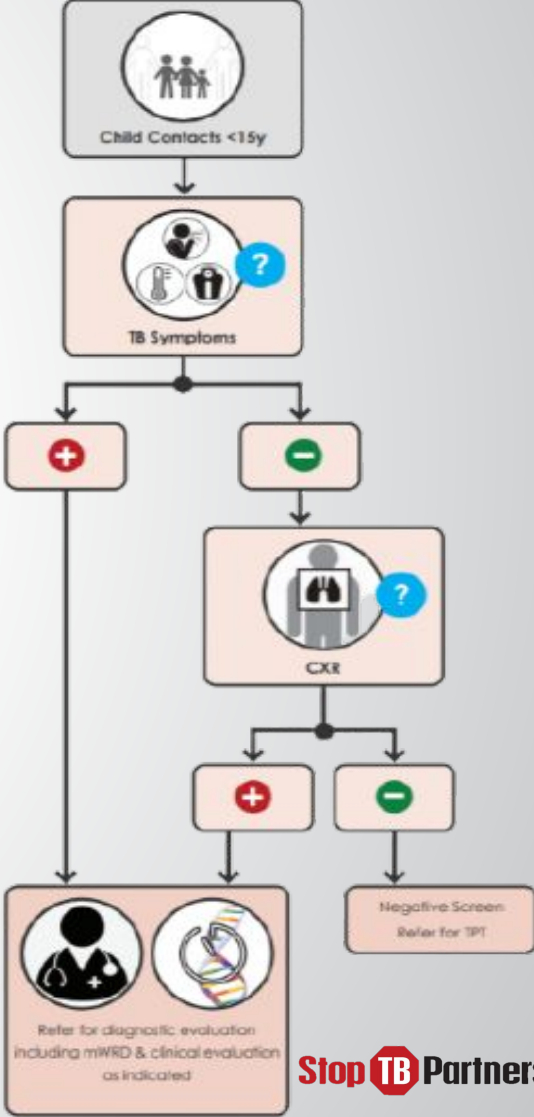 Child Contacts <15y
?
TB Symptoms
?
CXR
Negative Screen
Refer for TPT
Refer for diagnostic evaluation
including mWRD & clinical evaluation
as indicated
Stop TB Partners